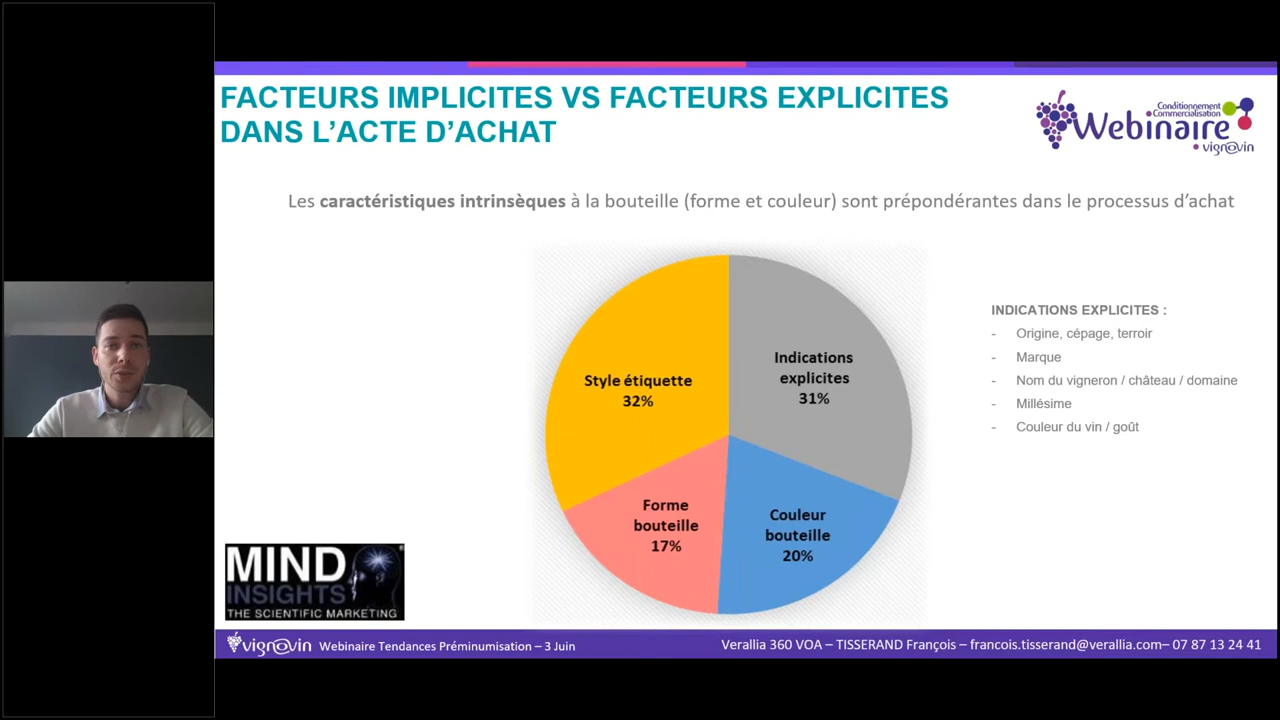 FACTEURS IMPLICITES VS FACTEURS EXPLICITES
DANS L'ACTE D'ACHAT
Conditionnement
Commercialisation
Webinaire
vignovin
Les caractéristiques intrinsèques à la bouteille (forme et couleur) sont prépondérantes dans le processus d'achat
Style étiquette
32%
Indications
explicites
31%
Forme
bouteille
17%
Couleur
bouteille
20%
INDICATIONS EXPLICITES :
- Origine, cépage, terroir
- Marque
- Nom du vigneron / château / domaine
- Millésime
- Couleur du vin / goût
MIND
INSIGHTS
THE SCIENTIFIC MARKETING
vignovin Webinaire Tendances Préminumisation – 3 Juin
Verallia 360 VOA – TISSERAND François – francois.tisserand@verallia.com– 07 87 13 24 41